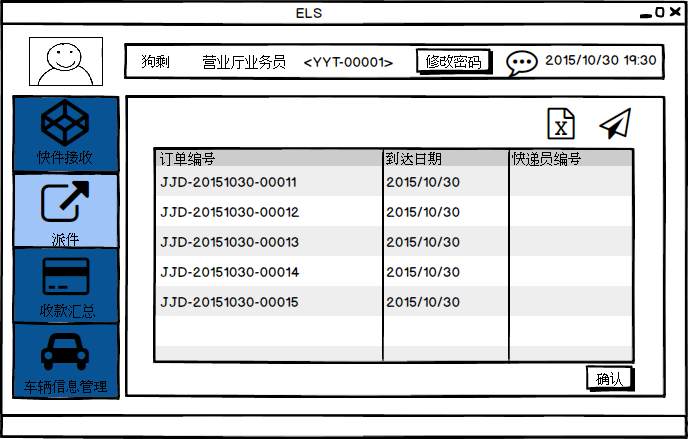 ELS
狗剩 营业厅业务员 <YYT-00001> 修改密码 2015/10/30 19:30
快件接收
派件
收款汇总
车辆信息管理
X
订单编号 到达日期 快递员编号
JJD-20151030-00011 2015/10/30
JJD-20151030-00012 2015/10/30
JJD-20151030-00013 2015/10/30
JJD-20151030-00014 2015/10/30
JJD-20151030-00015 2015/10/30
确认